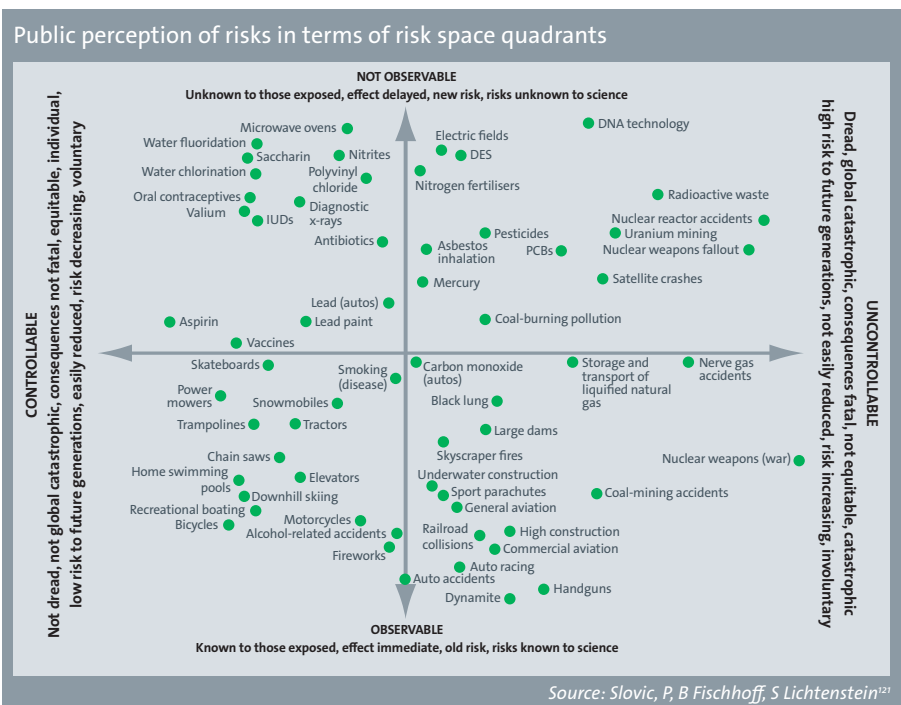 Public perception of risks in terms of risk space quadrants
NOT OBSERVABLE
Unknown to those exposed, effect delayed, new risk, risks unknown to science
CONTROLLABLE
Not dread, not global catastrophic, consequences not fatal, equitable, individual,
low risk to future generations, easily reduced, risk decreasing, voluntary
Microwave ovens
Water fluoridation
Saccharin
Nitrites
Water chlorination
Polyvinyl
chloride
Oral contraceptives
Valium
IUDs
Diagnostic
x-rays
Antibiotics
Lead (autos)
Aspirin
Lead paint
Vaccines
Electric fields
DES
DNA technology
Nitrogen fertilisers
Radioactive waste
Nuclear reactor accidents
Pesticides
Uranium mining
Asbestos
inhalation
PCBs
Nuclear weapons fallout
Mercury
Satellite crashes
Coal-burning pollution
Skateboards
Smoking
(disease)
Power
mowers
Snowmobiles
Trampolines
Tractors
Chain saws
Home swimming
pools
Elevators
Downhill skiing
Recreational boating
Bicycles
Motorcycles
Alcohol-related accidents
Fireworks
Carbon monoxide
(autos)
Storage and
transport of
liquified natural
gas
Nerve gas
accidents
Black lung
Large dams
Skyscraper fires
Nuclear weapons (war)
Underwater construction
Sport parachutes
Coal-mining accidents
General aviation
Railroad
collisions
High construction
Commercial aviation
Auto racing
Auto accidents
Handguns
Dynamite
Dread, global catastrophic, consequences fatal, not equitable, catastrophic
high risk to future generations, not easily reduced, risk increasing, involuntary
UNCONTROLLABLE
OBSERVABLE
Known to those exposed, effect immediate, old risk, risks known to science
Source: Slovic, P, B Fischhoff, S Lichtenstein¹²¹